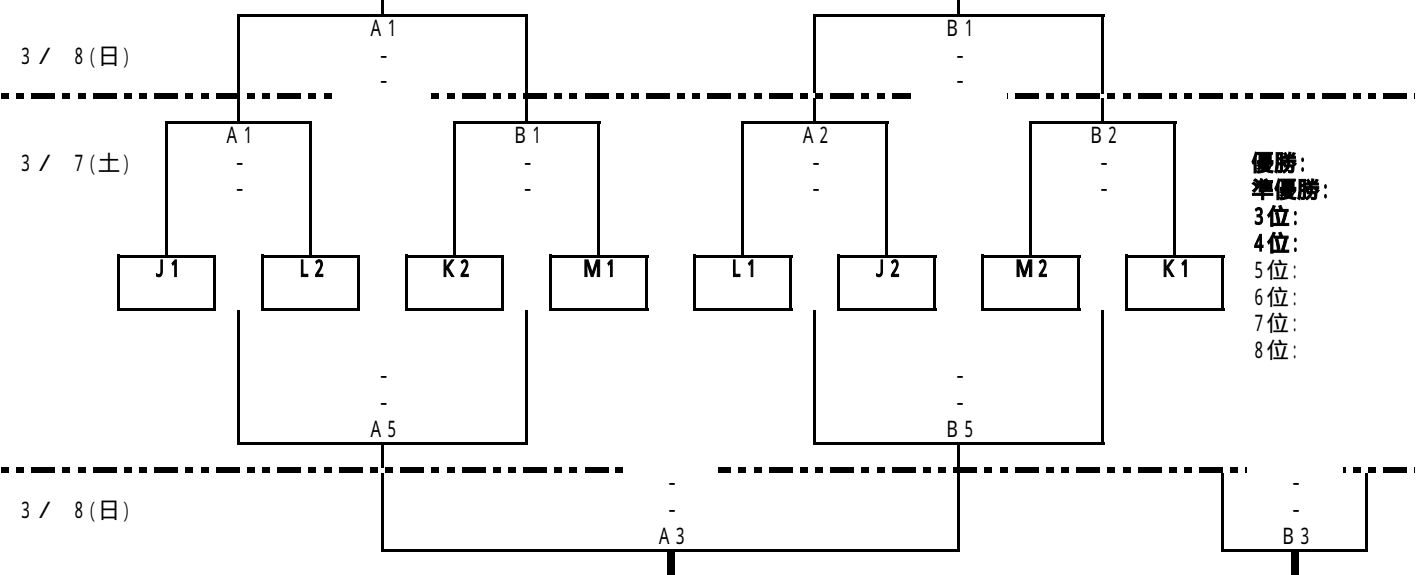 A1 B1
3/ 8(日)
- -
- -
A1 B1 A2 B2
3/ 7(土)
- - - -
- - - -
優勝:
準優勝:
3位:
4位:
J1 L2 K2 M1 L1 J2 M2 K1
5位:
6位:
7位:
8位:
- -
- -
A5 B5
- -
3/ 8(日)
- -
A3 B3